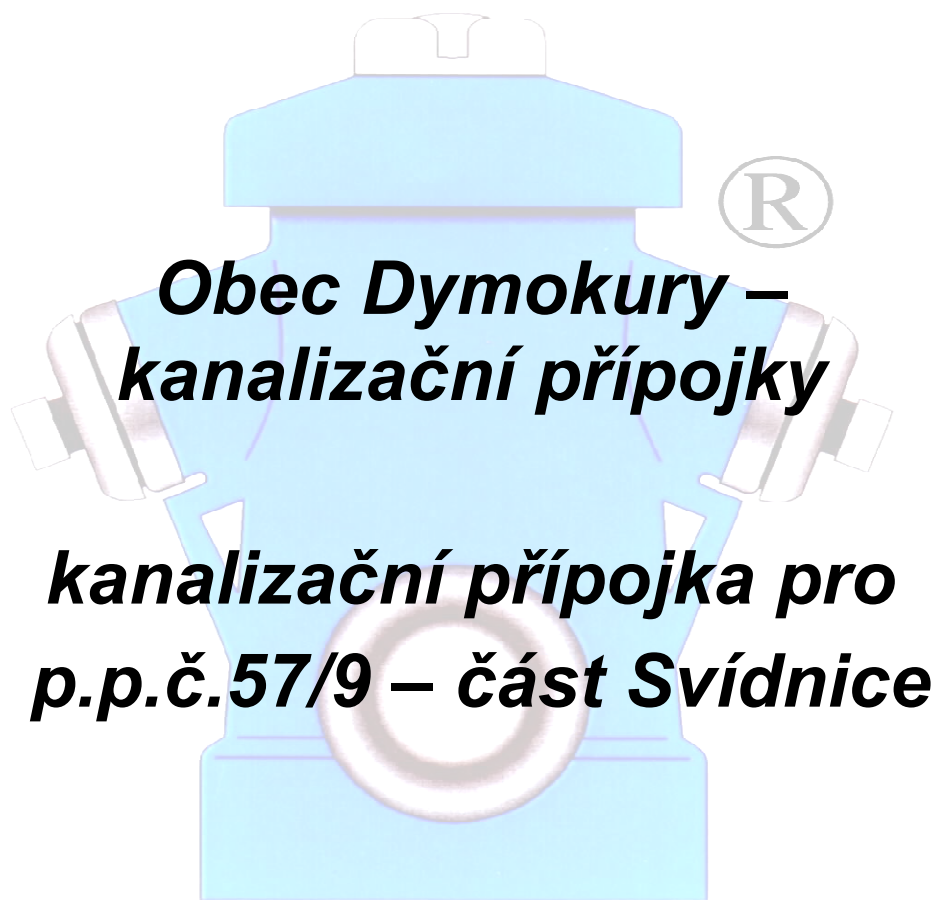 ®
Obec Dymokury –
kanalizační přípojky
kanalizační přípojka pro
p.p.č.57/9 – část Svídnice